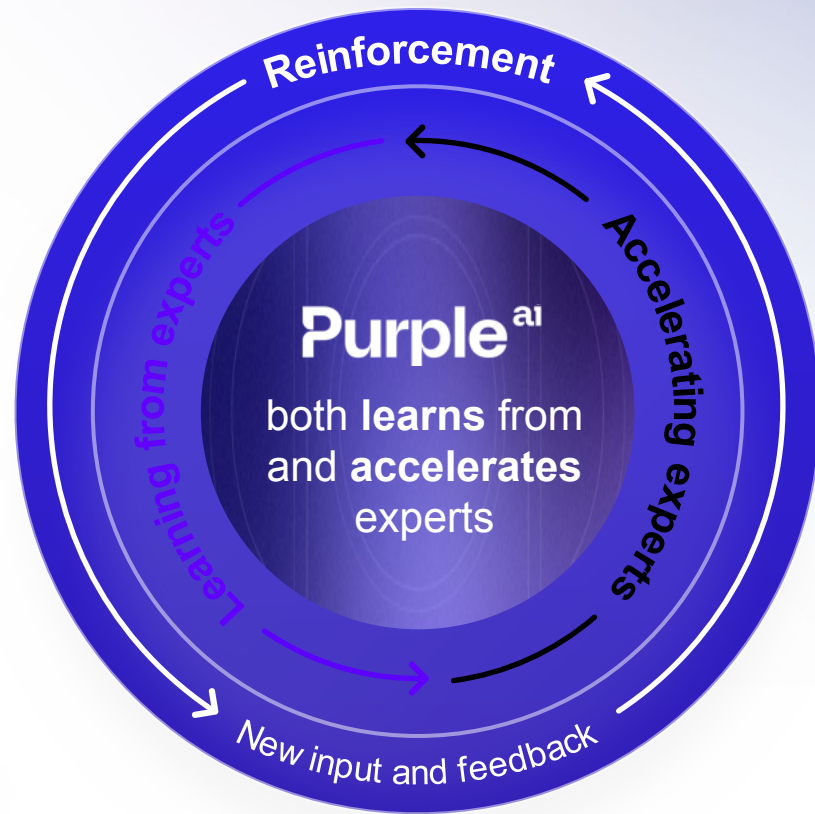 Reinforcement
Learning from experts
Accelerating experts
Purple ai
both learns from
and accelerates
experts
New input and feedback